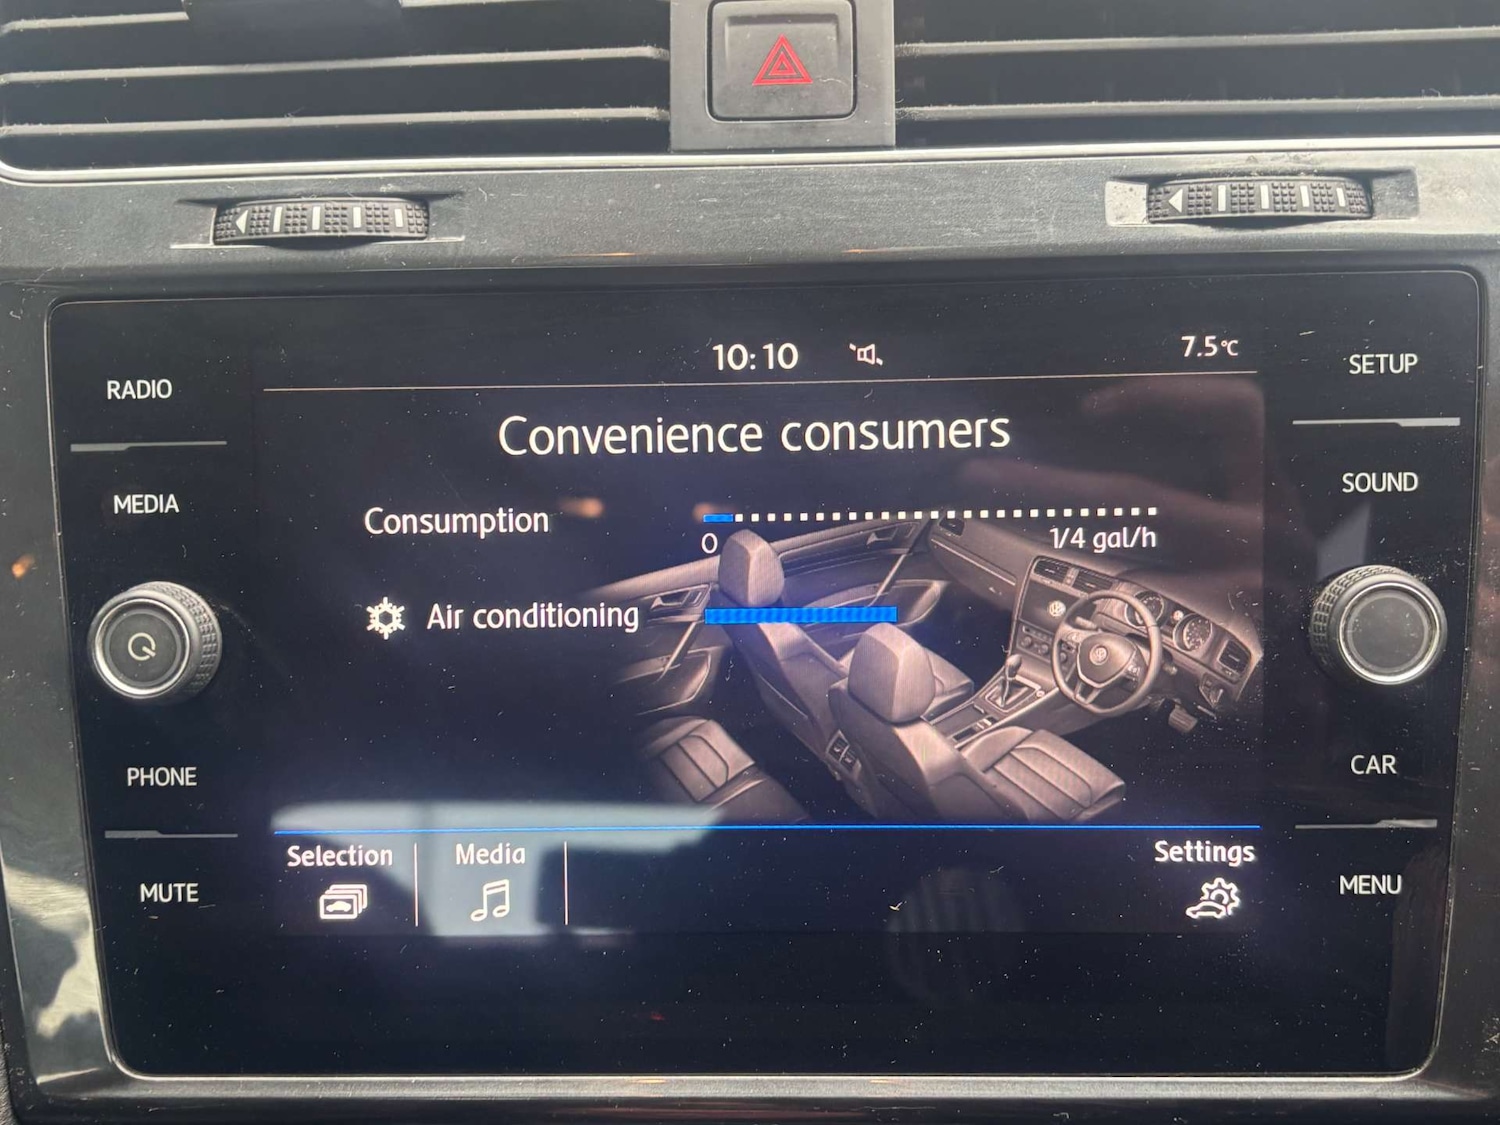 10:10
7.5°C
RADIO
SETUP
Convenience consumers
MEDIA
SOUND
Consumption
0
1/4 gal/h
Air conditioning
PHONE
CAR
Selection
Media
Settings
MUTE
MENU